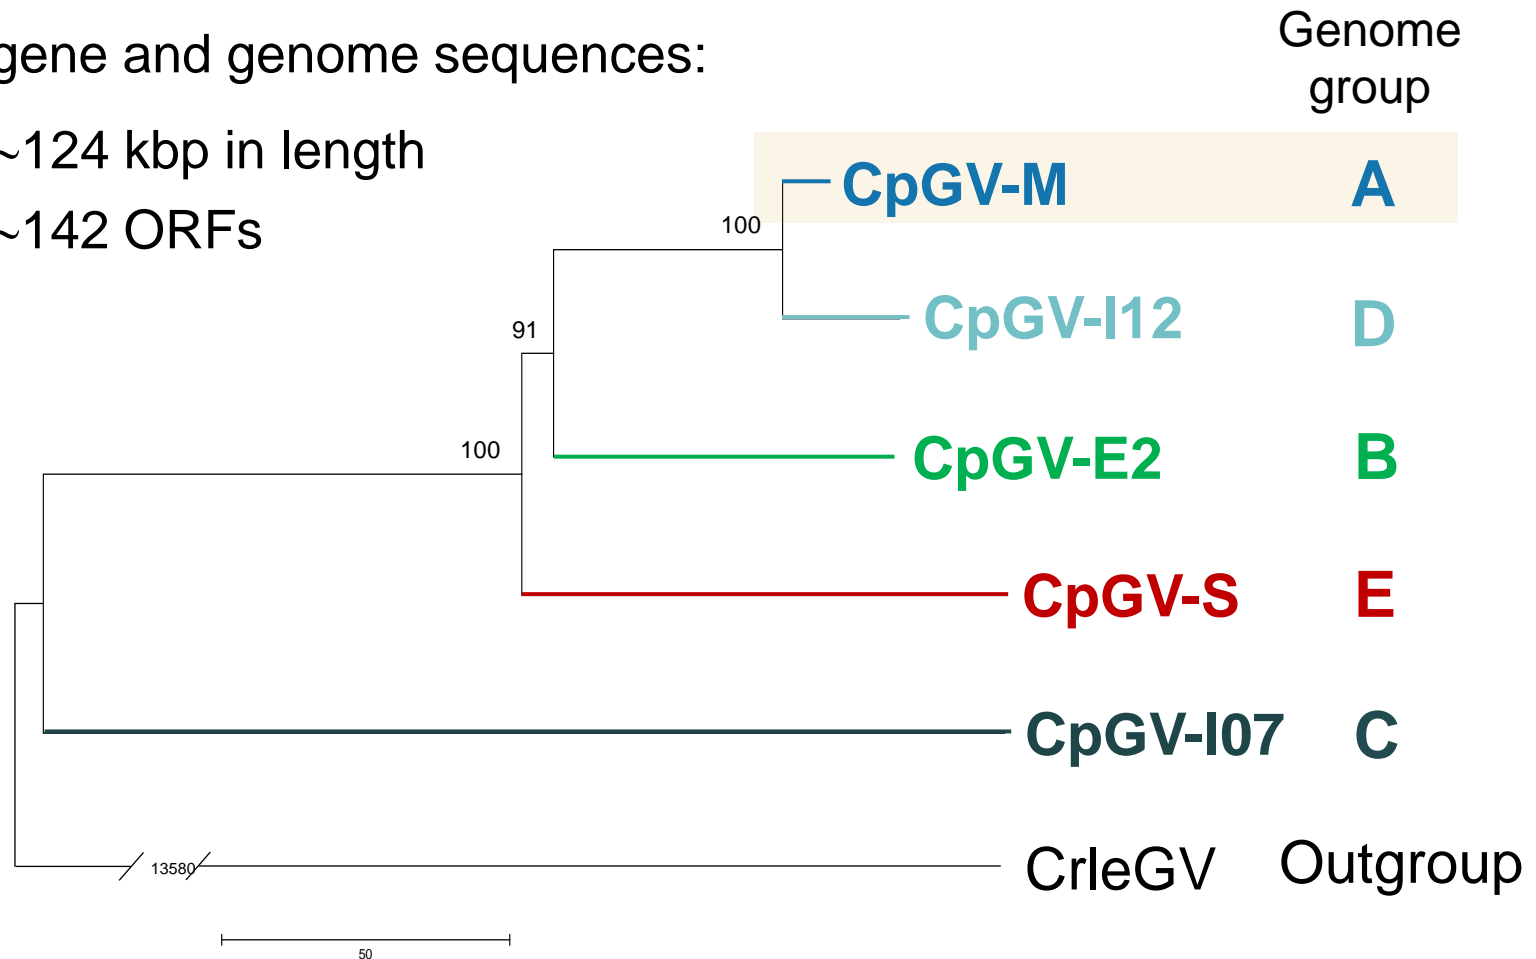 gene and genome sequences:
~124 kbp in length
~142 ORFs
Genome
group
CpGV-M A
100
CpGV-I12 D
91
CpGV-E2 B
100
CpGV-S E
CpGV-I07 C
13580
CrleGV Outgroup
50